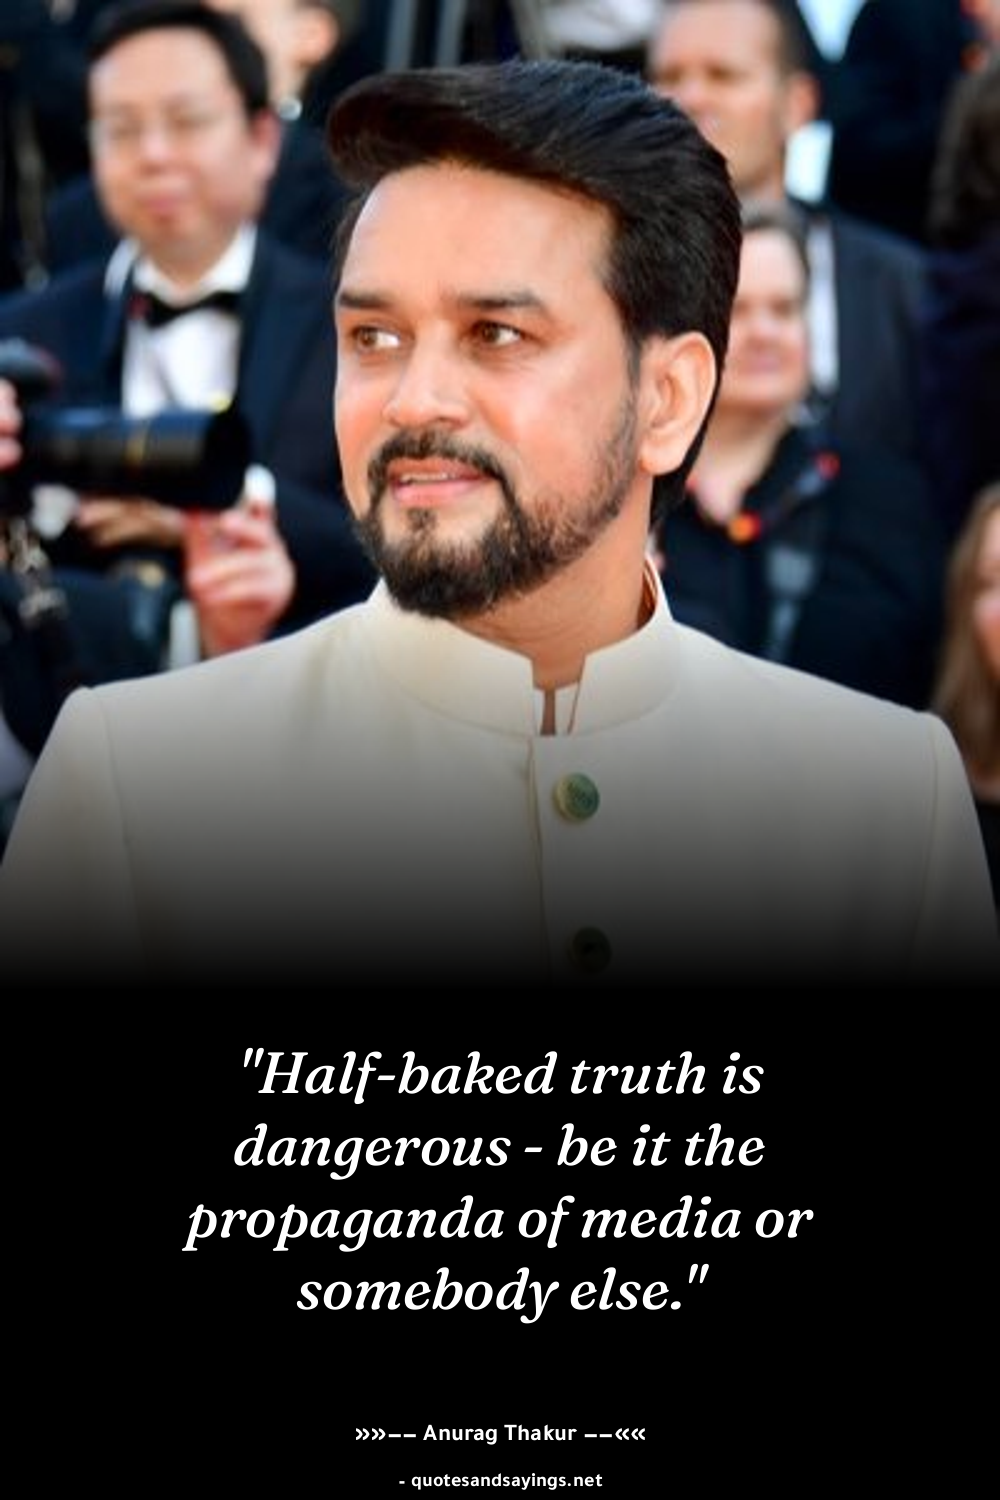 "Half-baked truth is
dangerous - be it the
propaganda of media or
somebody else."
»»–– Anurag Thakur ––««
- quotesandsayings.net